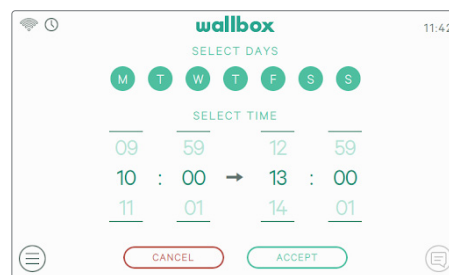 wallbox
11:42
SELECT DAYS
M T W T F S S
SELECT TIME
09 59 12 59
10 : 00 → 13 : 00
11 01 14 01
CANCEL ACCEPT